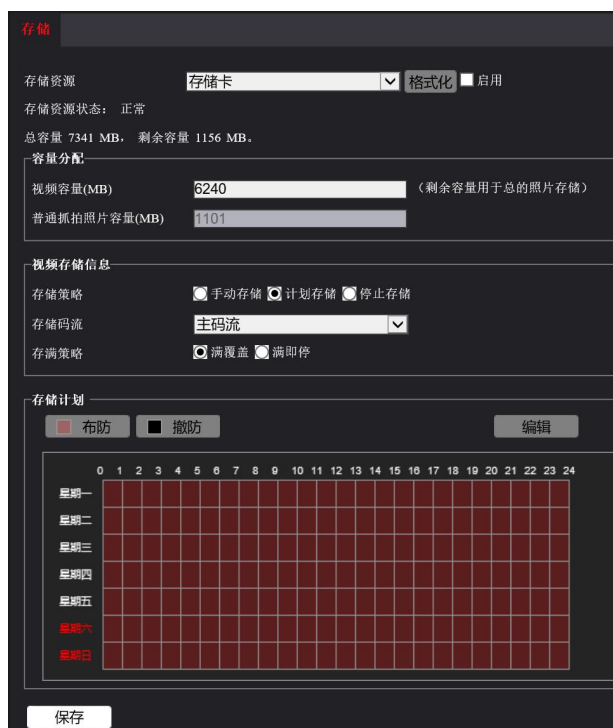 存储
存储资源 存储卡 格式化 启用
存储资源状态： 正常
总容量 7341 MB， 剩余容量 1156 MB。
容量分配
视频容量(MB) 6240 （剩余容量用于总的照片存储）
普通抓拍照片容量(MB) 1101
视频存储信息
存储策略 手动存储 计划存储 停止存储
存储码流 主码流
存满策略 满覆盖 满即停
存储计划
布防 撤防 编辑
0 1 2 3 4 5 6 7 8 9 10 11 12 13 14 15 16 17 18 19 20 21 22 23 24
星期一
星期二
星期三
星期四
星期五
星期六
星期日
保存